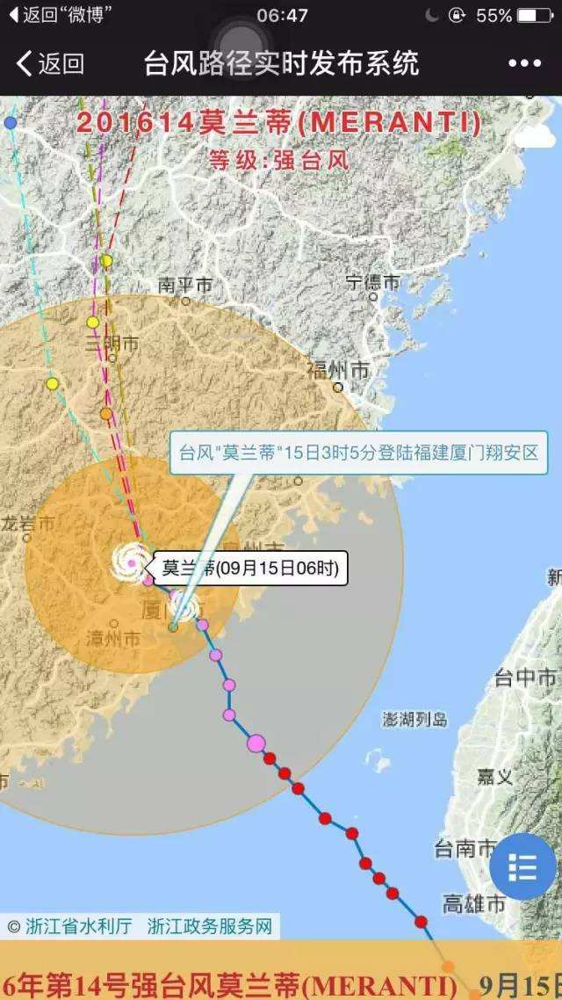 返回“微博”
06:47
55%
返回
台风路径实时发布系统
201614莫兰蒂(MERANTI)
等级:强台风
南平市
宁德市
三明市
福州市
台风"莫兰蒂"15日3时5分登陆福建厦门翔安区
龙岩市
泉州市
莫兰蒂(09月15日06时)
新
厦门市
漳州市
台中市
澎湖列岛
市
嘉义
台南市
高雄市
© 浙江省水利厅 浙江政务服务网
6年第14号强台风莫兰蒂(MERANTI) 9月15日